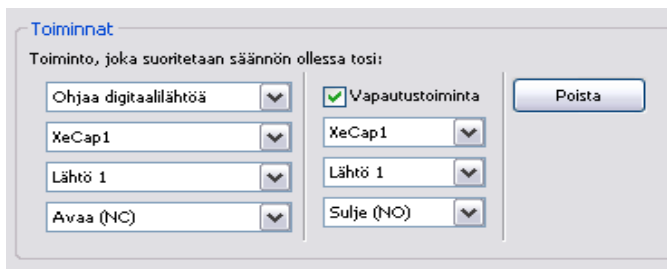 Toiminnat
Toiminto, joka suoritetaan säännön ollessa tosi:
Ohjaa digitaalilähtöä
XeCap1
Lähtö 1
Avaa (NC)
Vapautustoiminta
XeCap1
Lähtö 1
Sulje (NO)
Poista